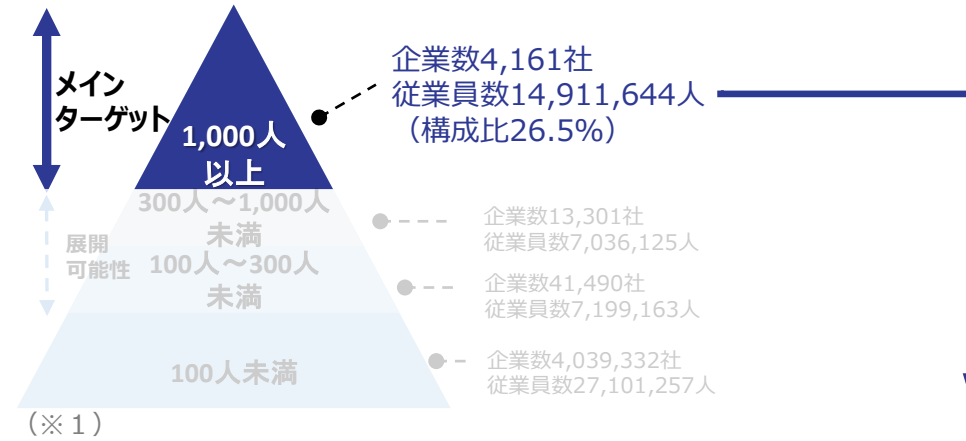 メイン
ターゲット
1,000人
以上
企業数4,161社
従業員数14,911,644人
（構成比26.5%）
展開
可能性
300人～1,000人
未満
企業数13,301社
従業員数7,036,125人
100人～300人
未満
企業数41,490社
従業員数7,199,163人
100人未満
企業数4,039,332社
従業員数27,101,257人
（※１）